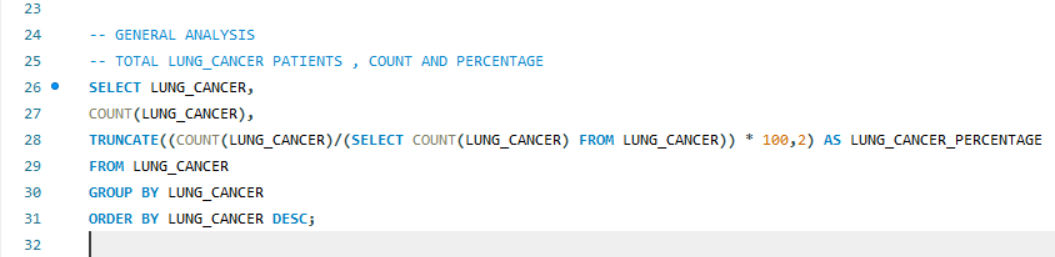 23
24 -- GENERAL ANALYSIS
25 -- TOTAL LUNG_CANCER PATIENTS , COUNT AND PERCENTAGE
26 SELECT LUNG_CANCER,
27 COUNT(LUNG_CANCER),
28 TRUNCATE((COUNT(LUNG_CANCER)/(SELECT COUNT(LUNG_CANCER) FROM LUNG_CANCER)) * 100,2) AS LUNG_CANCER_PERCENTAGE
29 FROM LUNG_CANCER
30 GROUP BY LUNG_CANCER
31 ORDER BY LUNG_CANCER DESC;
32